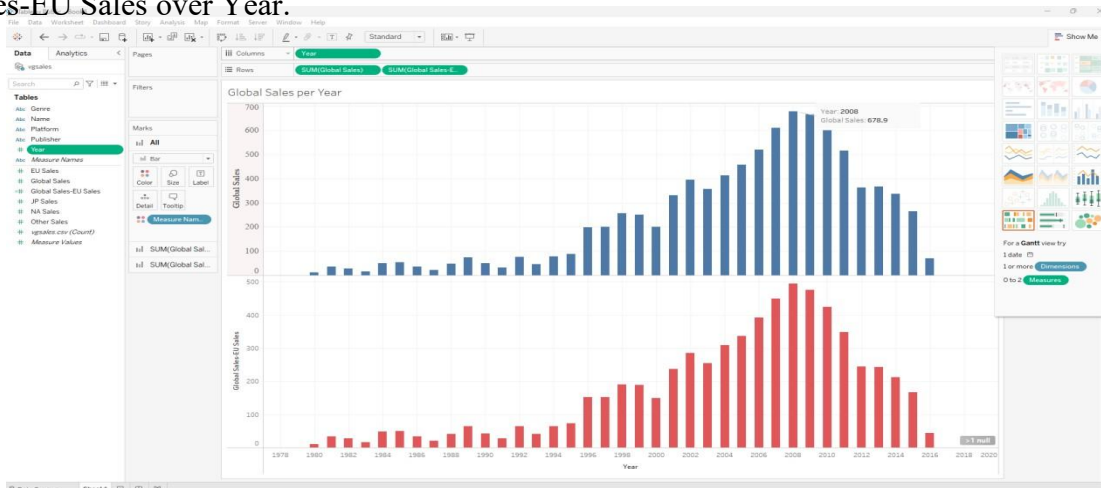 es-EU Sales over Year.
File Data Worksheet Dashboard Story Analysis Map Format Server Window Help
Standard
Show Me
Data Analytics
Pages
Columns Year
vgsales
Rows SUM(Global Sales) SUM(Global Sales-E..
Search
Filters
Global Sales per Year
Tables
Abc Genre
Abc Name
Abc Platform
Abc Publisher
# Year
Abc Measure Names
# EU Sales
# Global Sales
=# Global Sales-EU Sales
# JP Sales
# NA Sales
# Other Sales
# vgsales.csv (Count)
# Measure Values
Marks
All
Bar
Color Size Label
Detail Tooltip
Measure Nam..
SUM(Global Sal...
SUM(Global Sal...
Global Sales
700
600
500
400
300
200
100
0
Year: 2008
Global Sales: 678.9
Global Sales-EU Sales
500
400
300
200
100
0
>1 null
1978 1980 1982 1984 1986 1988 1990 1992 1994 1996 1998 2000 2002 2004 2006 2008 2010 2012 2014 2016 2018 2020
Year
For a Gantt view try
1 date
1 or more Dimensions
0 to 2 Measures